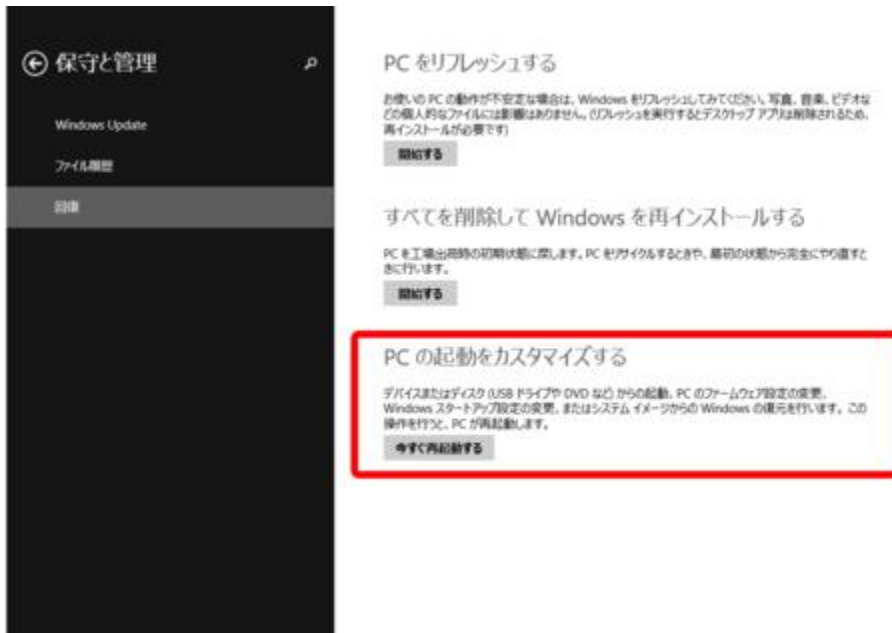 保守と管理
Windows Update
ファイル履歴
回復
PC をリフレッシュする
お使いの PC の動作が不安定な場合は、Windows をリフレッシュしてみてください。写真、音楽、ビデオな
どの個人的なファイルには影響はありません。(リフレッシュを実行するとデスクトップ アプリは削除されるため、
再インストールが必要です)
開始する
すべてを削除して Windows を再インストールする
PC を工場出荷時の初期状態に戻します。PC をリサイクルするときや、最初の状態から完全にやり直すと
きに行います。
開始する
PC の起動をカスタマイズする
デバイスまたはディスク (USB ドライブや DVD など) からの起動、PC のファームウェア設定の変更、
Windows スタートアップ設定の変更、またはシステム イメージからの Windows の復元を行います。この
操作を行うと、PC が再起動します。
今すぐ再起動する